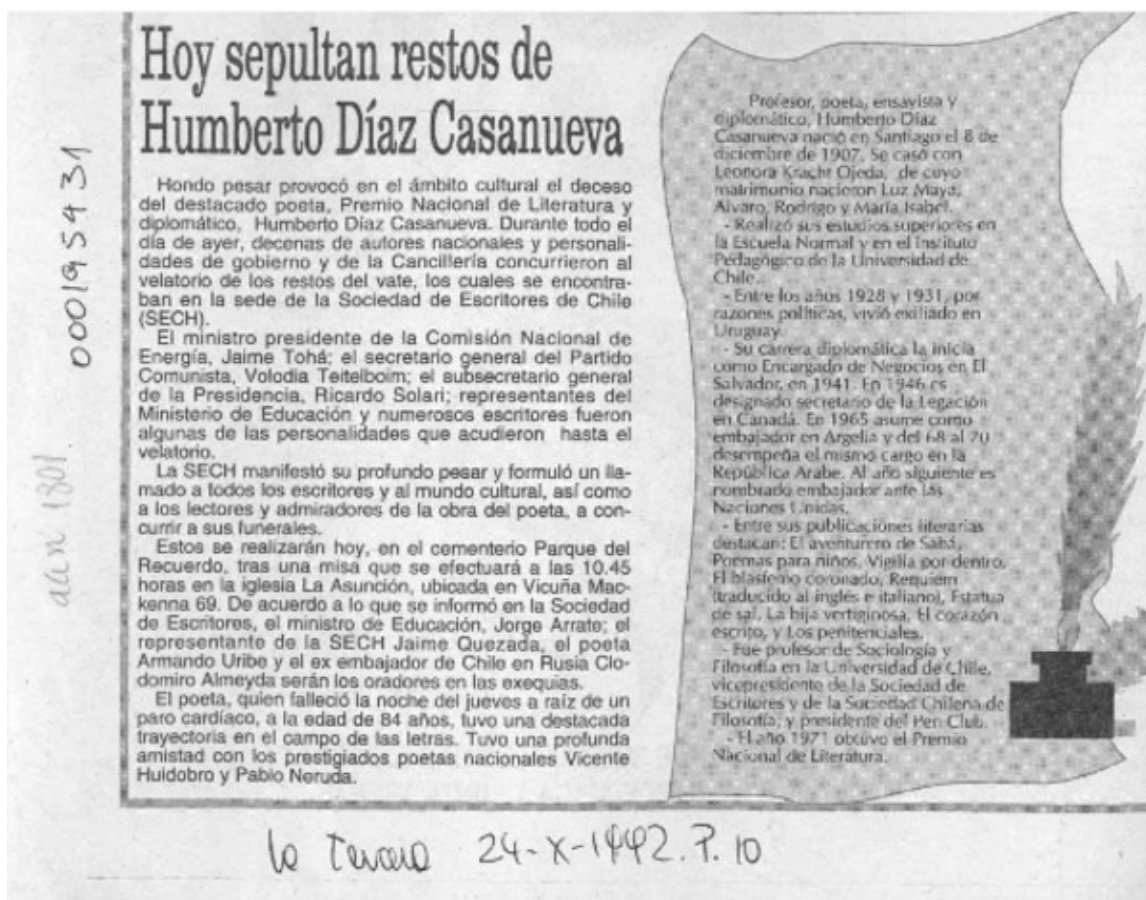 Hoy sepultan restos de
Humberto Díaz Casanueva
Hondo pesar provocó en el ámbito cultural el deceso
del destacado poeta, Premio Nacional de Literatura y
diplomático, Humberto Díaz Casanueva. Durante todo el
día de ayer, decenas de autores nacionales y personali-
dades de gobierno y de la Cancillería concurrieron al
velatorio de los restos del vate, los cuales se encontra-
ban en la sede de la Sociedad de Escritores de Chile
(SECH).
El ministro presidente de la Comisión Nacional de
Energía, Jaime Tohá; el secretario general del Partido
Comunista, Volodia Teitelboim; el subsecretario general
de la Presidencia, Ricardo Solari; representantes del
Ministerio de Educación y numerosos escritores fueron
algunas de las personalidades que acudieron hasta el
velatorio.
La SECH manifestó su profundo pesar y formuló un lla-
mado a todos los escritores y al mundo cultural, así como
a los lectores y admiradores de la obra del poeta, a con-
currir a sus funerales.
Estos se realizarán hoy, en el cementerio Parque del
Recuerdo, tras una misa que se efectuará a las 10.45
horas en la iglesia La Asunción, ubicada en Vicuña Mac-
kenna 69. De acuerdo a lo que se informó en la Sociedad
de Escritores, el ministro de Educación, Jorge Arrate; el
representante de la SECH Jaime Quezada, el poeta
Armando Uribe y el ex embajador de Chile en Rusia Clo-
domiro Almeyda serán los oradores en las exequias.
El poeta, quien falleció la noche del jueves a raíz de un
paro cardíaco, a la edad de 84 años, tuvo una destacada
trayectoria en el campo de las letras. Tuvo una profunda
amistad con los prestigiados poetas nacionales Vicente
Huidobro y Pablo Neruda.
Profesor, poeta, ensayista y
diplomático, Humberto Díaz
Casanueva nació en Santiago el 8 de
diciembre de 1907. Se casó con
Leonora Kracht Ojeda, de cuyo
matrimonio nacieron Luz Maya,
Alvaro, Rodrigo y María Isabel.
- Realizó sus estudios superiores en
la Escuela Normal y en el Instituto
Pedagógico de la Universidad de
Chile.
- Entre los años 1928 y 1931, por
razones políticas, vivió exiliado en
Uruguay.
- Su carrera diplomática la inicia
como Encargado de Negocios en El
Salvador, en 1941. En 1946 es
designado secretario de la Legación
en Canadá. En 1965 asume como
embajador en Argelia y del 68 al 70
desempeña el mismo cargo en la
República Arabe. Al año siguiente es
nombrado embajador ante las
Naciones Unidas.
- Entre sus publicaciones literarias
destacan: El aventurero de Sabá,
Poemas para niños, Vigilia por dentro,
El blasfemo coronado, Requiem
(traducido al inglés e italiano), Estatua
de sal, La hija vertiginosa, El corazón
escrito, y Los penitenciales.
- Fue profesor de Sociología y
Filosofía en la Universidad de Chile,
vicepresidente de la Sociedad de
Escritores y de la Sociedad Chilena de
Filosofía; y presidente del Pen Club.
- El año 1971 obtuvo el Premio
Nacional de Literatura.
000195431
La Tercera 24-X-1992. P. 10